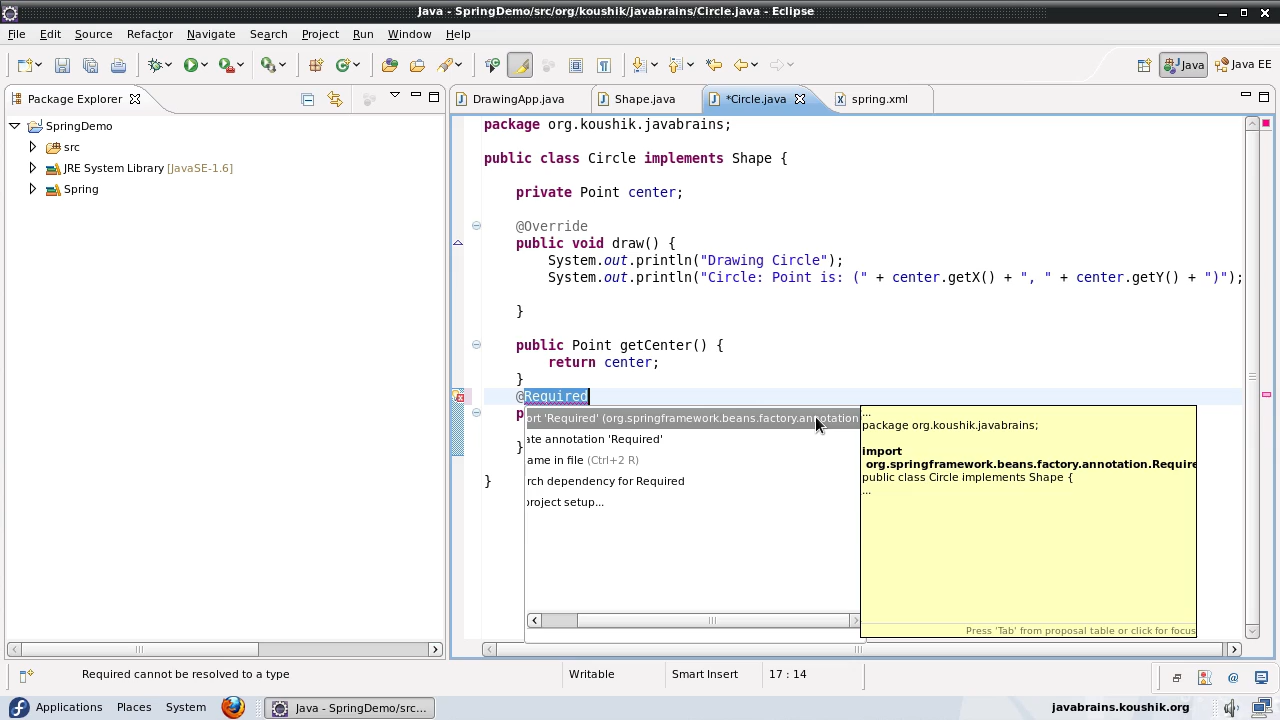 Java - SpringDemo/src/org/koushik/javabrains/Circle.java - Eclipse
File Edit Source Refactor Navigate Search Project Run Window Help
Java Java EE
Package Explorer
DrawingApp.java Shape.java *Circle.java spring.xml
SpringDemo
src
JRE System Library [JavaSE-1.6]
Spring
package org.koushik.javabrains;
public class Circle implements Shape {
private Point center;
@Override
public void draw() {
System.out.println("Drawing Circle");
System.out.println("Circle: Point is: (" + center.getX() + ", " + center.getY() + ")");
}
public Point getCenter() {
return center;
}
@Required
p
}
}
ort 'Required' (org.springframework.beans.factory.annotation
ate annotation 'Required'
ame in file (Ctrl+2 R)
rch dependency for Required
project setup...
...
package org.koushik.javabrains;
import
org.springframework.beans.factory.annotation.Require
public class Circle implements Shape {
...
Press 'Tab' from proposal table or click for focus
Required cannot be resolved to a type Writable Smart Insert 17 : 14
Applications Places System Java - SpringDemo/src... javabrains.koushik.org